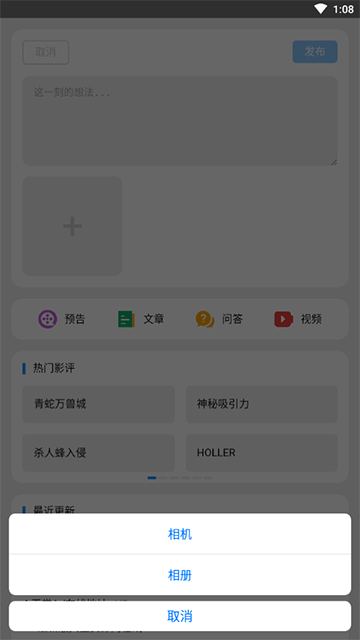 1:08
取消
发布
这一刻的想法...
预告
文章
问答
视频
热门影评
青蛇万兽城
神秘吸引力
杀人蜂入侵
HOLLER
最近更新
相机
相册
取消